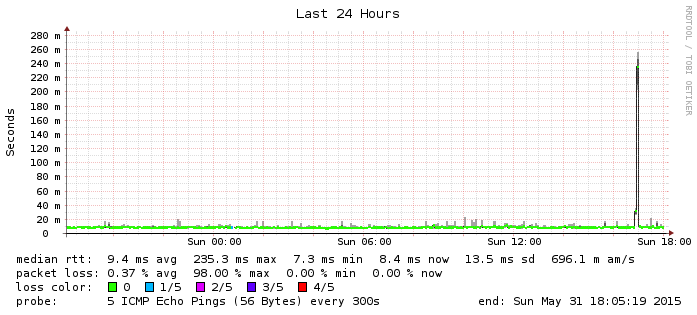 Last 24 Hours
RRDTOOL / TOBI OETIKER
Seconds
280 m
260 m
240 m
220 m
200 m
180 m
160 m
140 m
120 m
100 m
80 m
60 m
40 m
20 m
0
Sun 00:00 Sun 06:00 Sun 12:00 Sun 18:00
median rtt: 9.4 ms avg 235.3 ms max 7.3 ms min 8.4 ms now 13.5 ms sd 696.1 m am/s
packet loss: 0.37 % avg 98.00 % max 0.00 % min 0.00 % now
loss color: 0 1/5 2/5 3/5 4/5
probe: 5 ICMP Echo Pings (56 Bytes) every 300s end: Sun May 31 18:05:19 2015